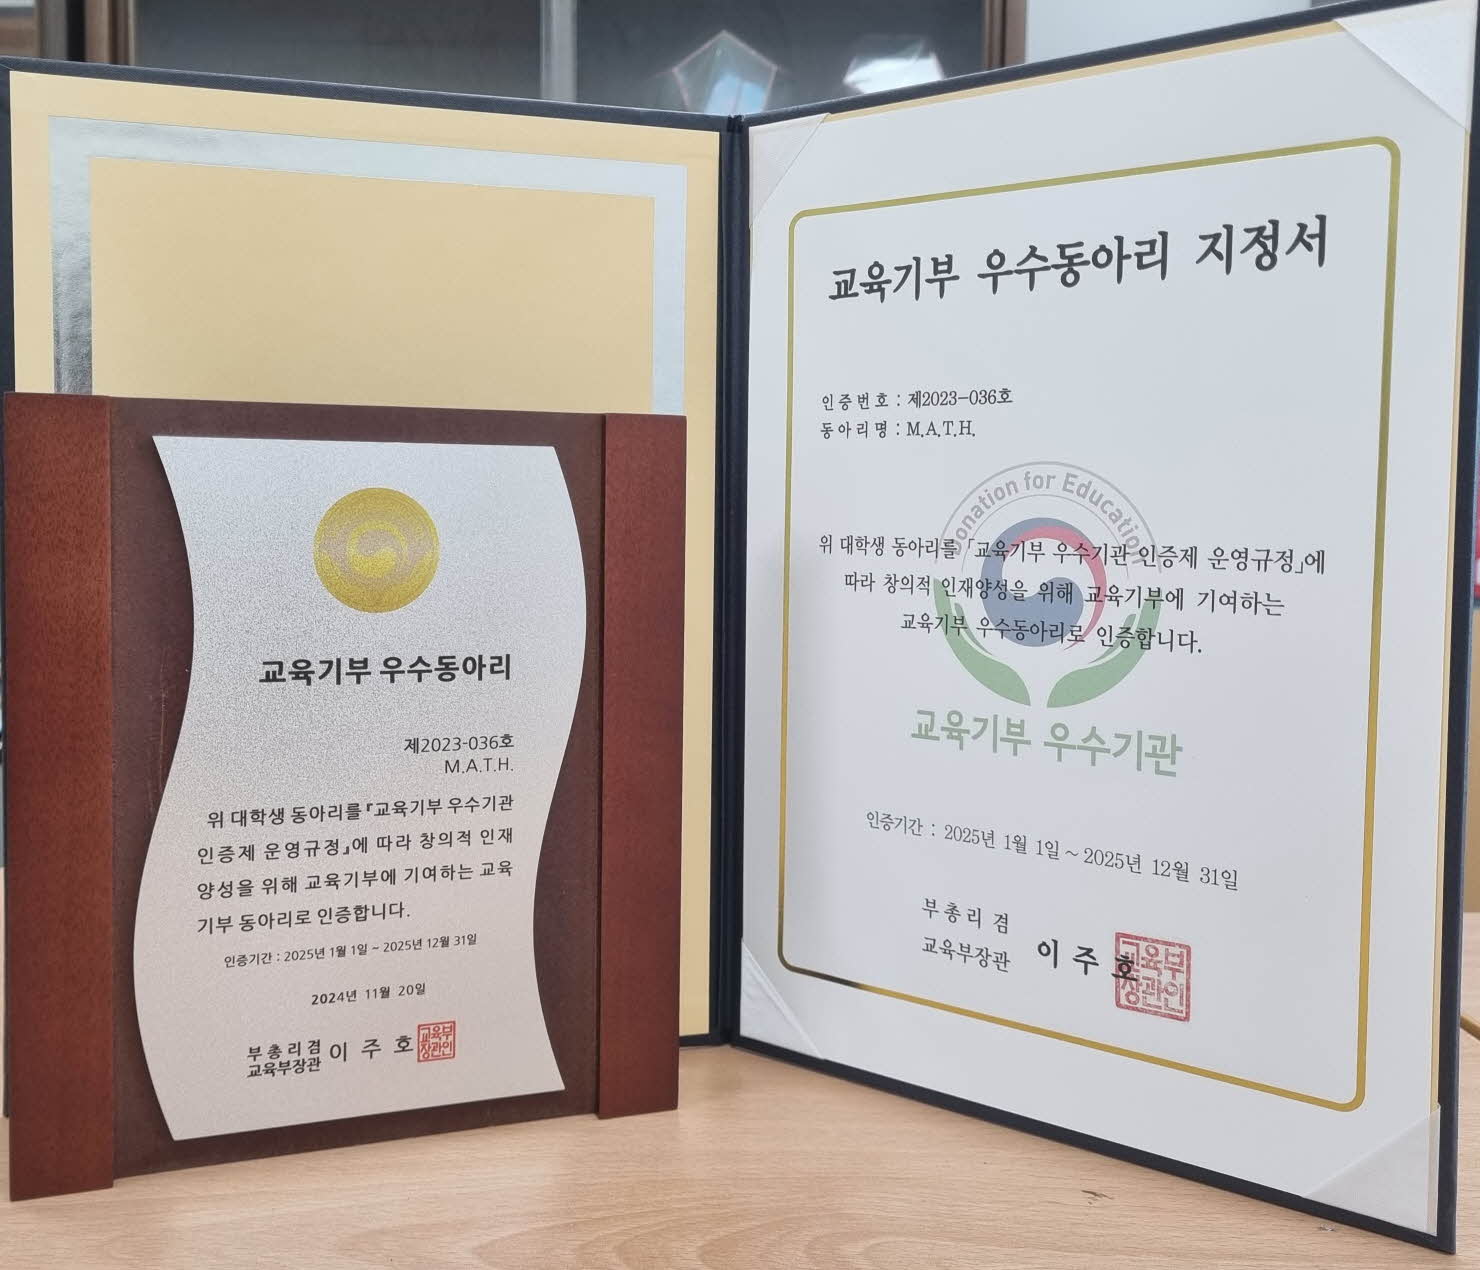 교육기부 우수동아리
제2023-036호
M.A.T.H.
위 대학생 동아리를『교육기부 우수기관
인증제 운영규정』에 따라 창의적 인재
양성을 위해 교육기부에 기여하는 교육
기부 동아리로 인증합니다.
인증기간 : 2025년 1월 1일 ~ 2025년 12월 31일
2024년 11월 20일
부 총 리 겸
교육부장관 이 주 호
교육부
장관인
교육기부 우수동아리 지정서
인 증 번 호 : 제2023-036호
동 아 리 명 : M.A.T.H.
Donation for Education
위 대학생 동아리를 「교육기부 우수기관 인증제 운영규정」에
따라 창의적 인재양성을 위해 교육기부에 기여하는
교육기부 우수동아리로 인증합니다.
교육기부 우수기관
인증기간 : 2025년 1월 1일 ~ 2025년 12월 31일
부 총 리 겸
교육부장관 이 주 호
교육부
장관인